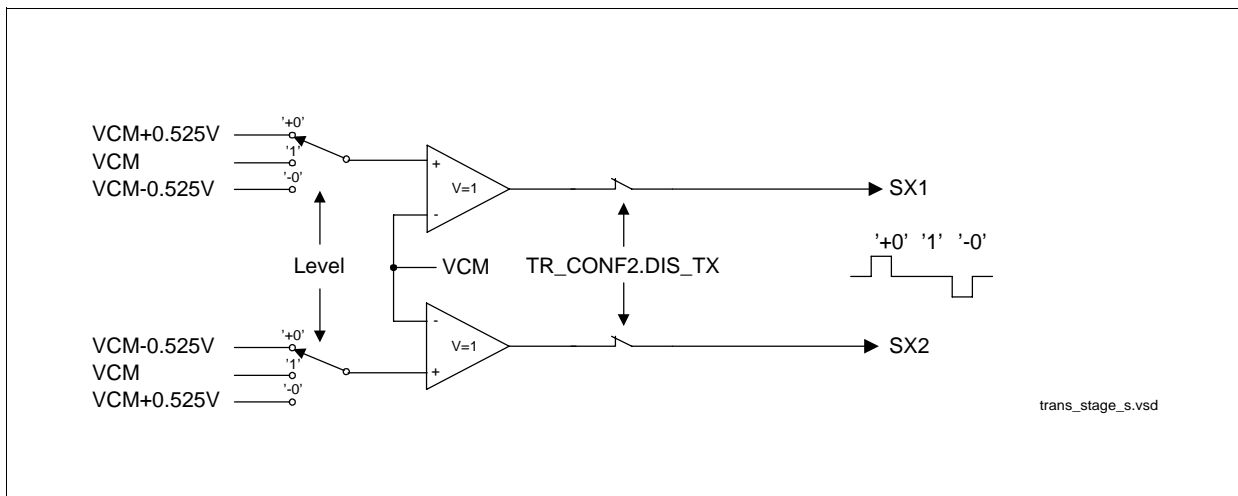 '+0'
VCM+0.525V
'1'
VCM
'-0'
VCM-0.525V
+
V=1
-
SX1
'+0' '1' '-0'
Level
VCM
TR_CONF2.DIS_TX
'+0'
VCM-0.525V
'1'
VCM
'-0'
VCM+0.525V
-
V=1
+
SX2
trans_stage_s.vsd